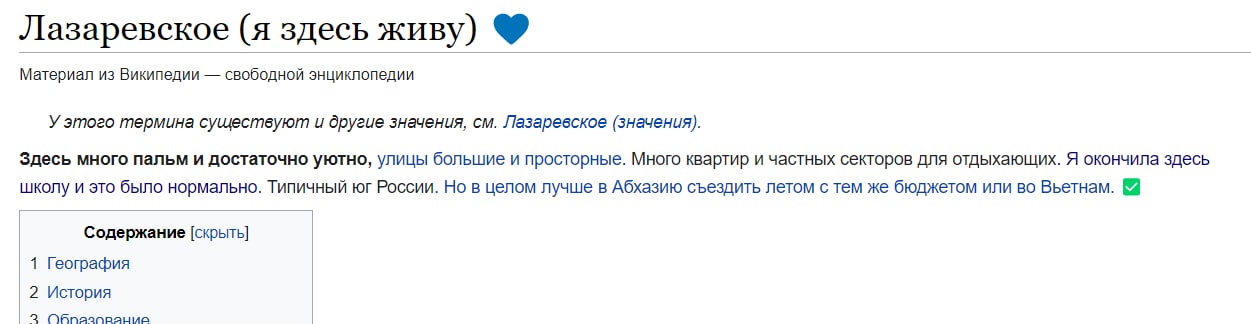 Лазаревское (я здесь живу) 💙
Материал из Википедии — свободной энциклопедии
У этого термина существуют и другие значения, см. Лазаревское (значения).
Здесь много пальм и достаточно уютно, улицы большие и просторные. Много квартир и частных секторов для отдыхающих. Я окончила здесь
школу и это было нормально. Типичный юг России. Но в целом лучше в Абхазию съездить летом с тем же бюджетом или во Вьетнам. ✅
Содержание [скрыть]
1 География
2 История
3 Образование